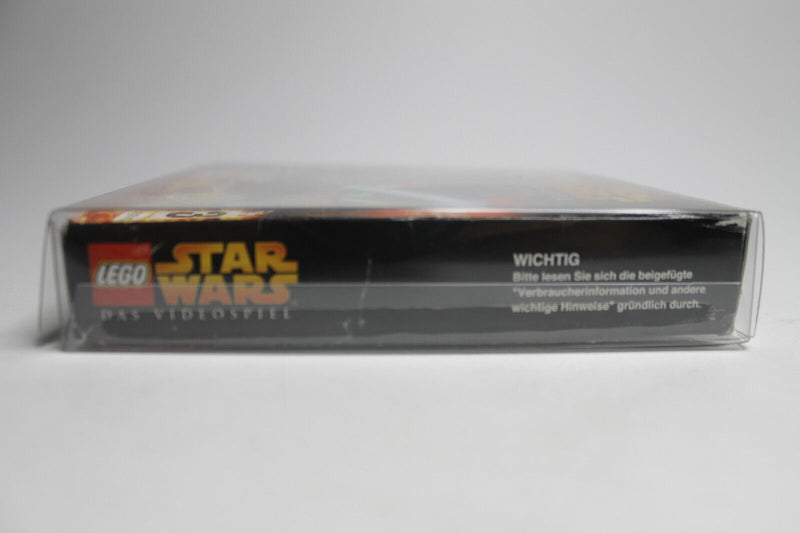 LEGO
STAR
WARS
DAS VIDEOSPIEL
WICHTIG
Bitte lesen Sie sich die beigefügte
"Verbraucherinformation und andere
wichtige Hinweise" gründlich durch.